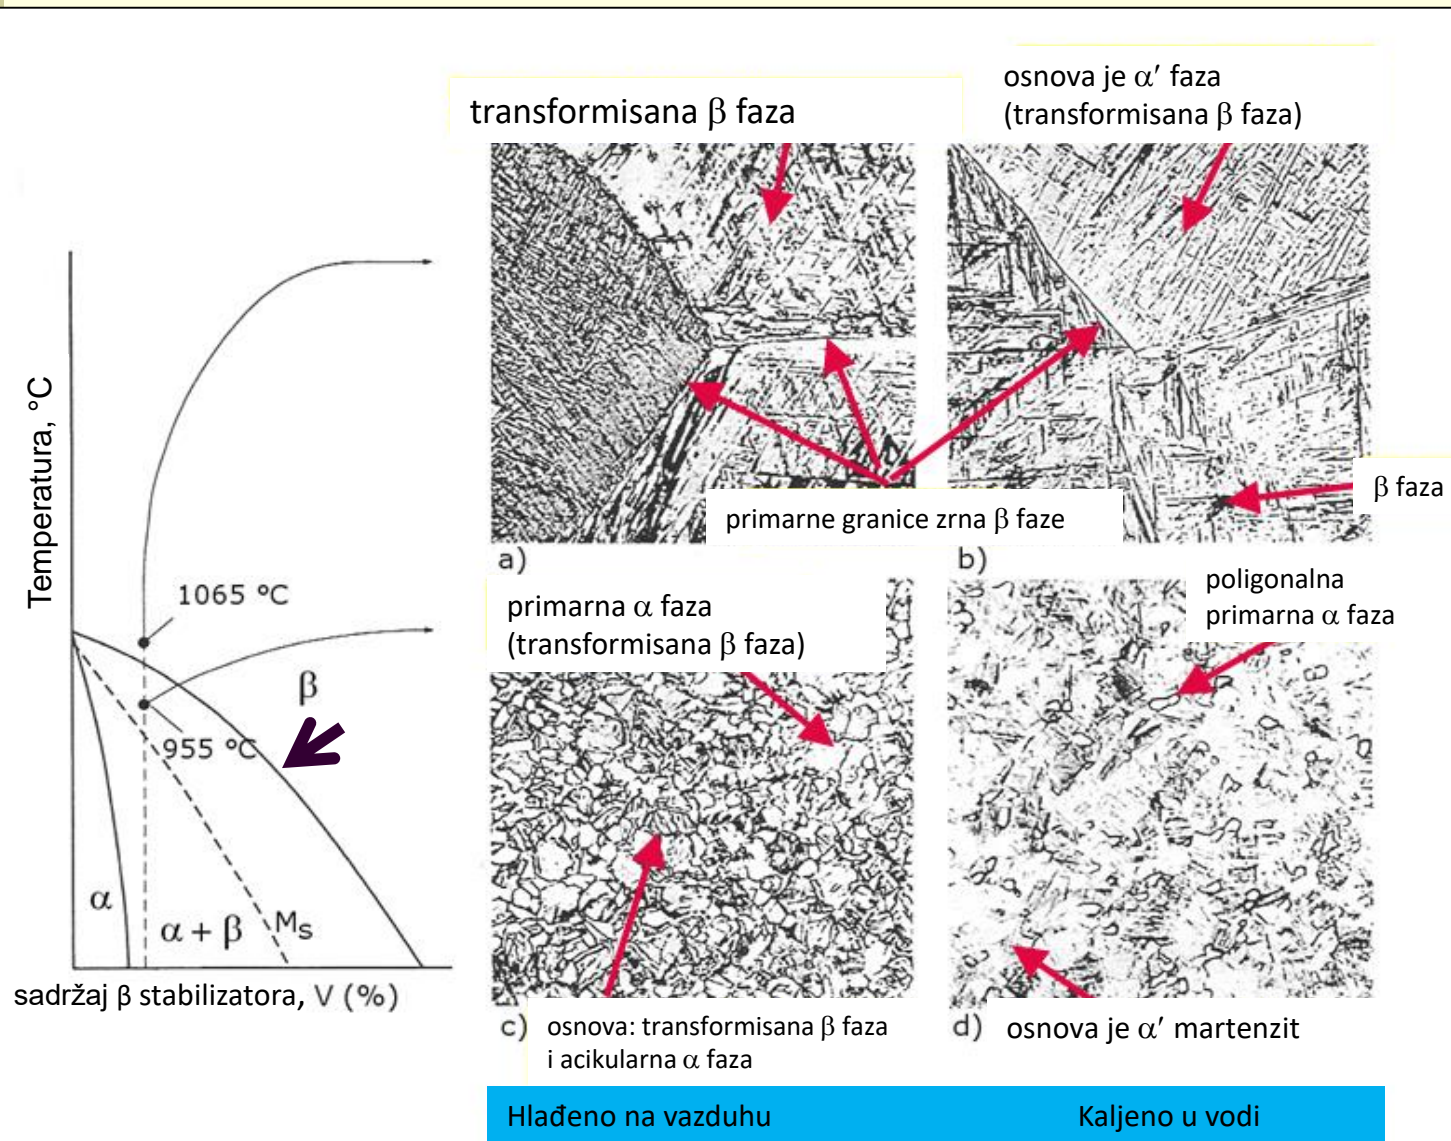 transformisana β faza
osnova je α′ faza
(transformisana β faza)
Temperatura, °C
1065 °C
β
955 °C
α
α + β
Ms
sadržaj β stabilizatora, V (%)
primarne granice zrna β faze
β faza
a)
b)
primarna α faza
(transformisana β faza)
poligonalna
primarna α faza
c)
osnova: transformisana β faza
i acikularna α faza
d)
osnova je α′ martenzit
Hlađeno na vazduhu
Kaljeno u vodi